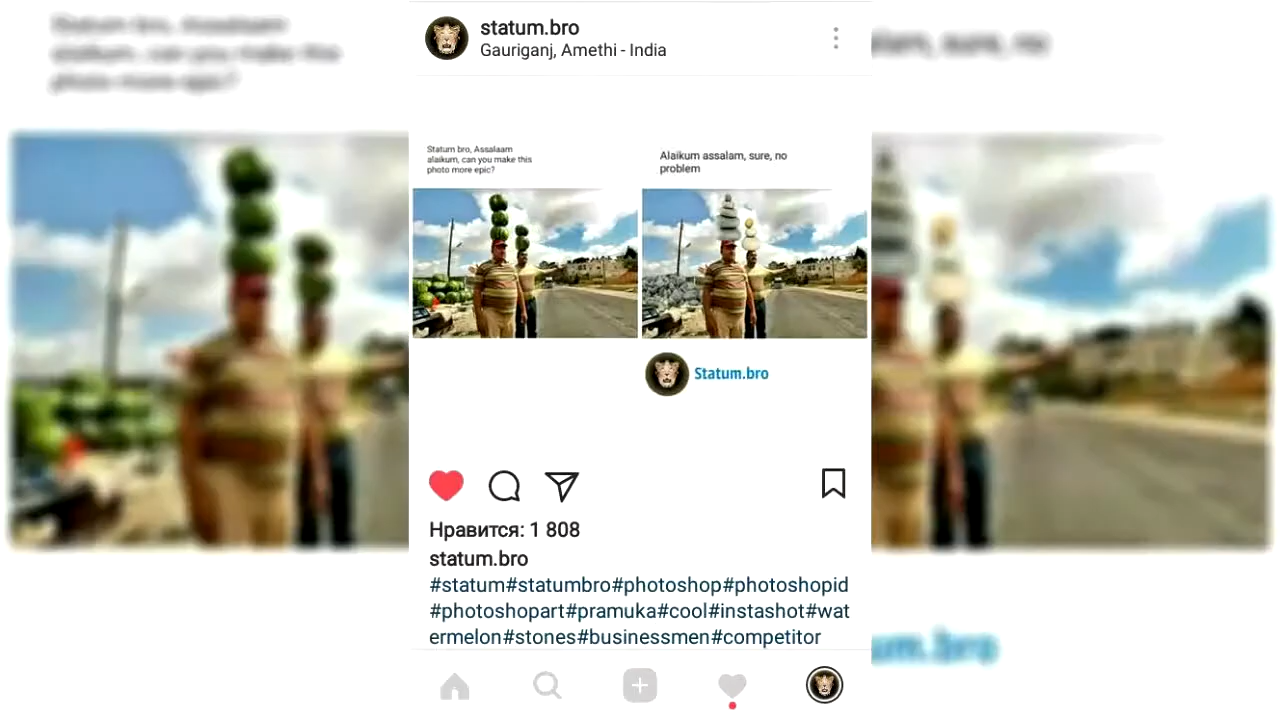 statum.bro
Gauriganj, Amethi - India
Statum bro, Assalaam
alaikum, can you make this
photo more epic?
Alaikum assalam, sure, no
problem
Statum.bro
Нравится: 1 808
statum.bro
#statum#statumbro#photoshop#photoshopid
#photoshopart#pramuka#cool#instashot#wat
ermelon#stones#businessmen#competitor